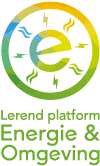 e
Lerend platform
Energie &
Omgeving